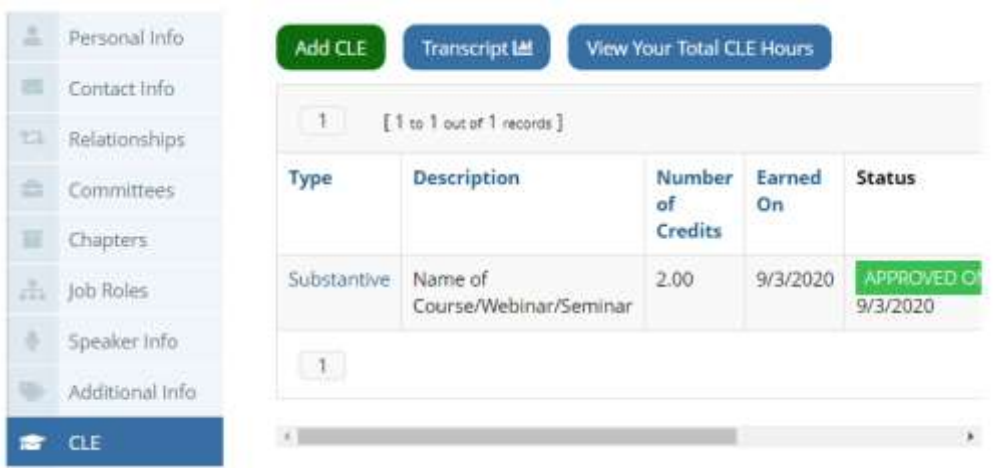 Personal Info
Contact Info
Relationships
Committees
Chapters
Job Roles
Speaker Info
Additional Info
CLE
Add CLE
Transcript
View Your Total CLE Hours
1 [ 1 to 1 out of 1 records ]
Type Description Number Earned Status
of On
Credits
Substantive Name of 2.00 9/3/2020 APPROVED ON
Course/Webinar/Seminar 9/3/2020
1